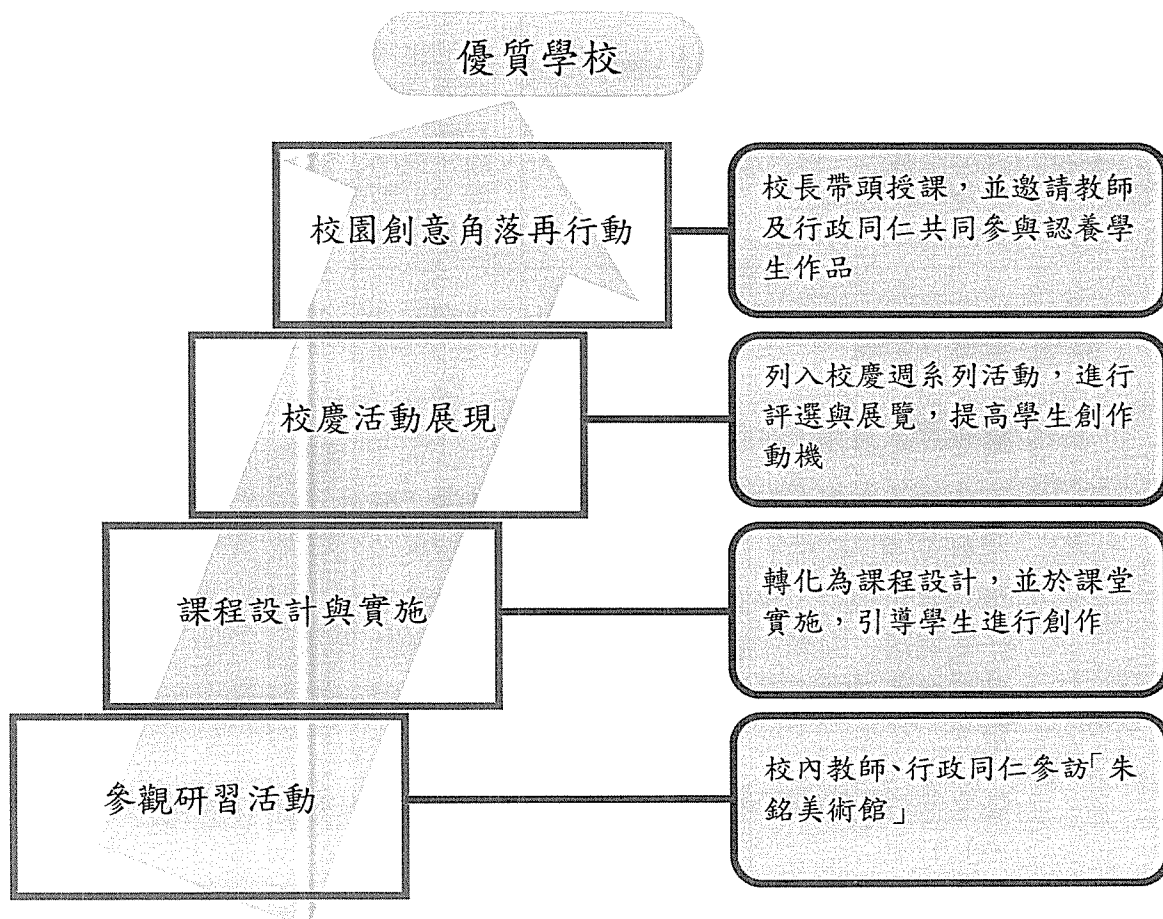 優質學校
校園創意角落再行動
校長帶頭授課，並邀請教師
及行政同仁共同參與認養學
生作品
校慶活動展現
列入校慶週系列活動，進行
評選與展覽，提高學生創作
動機
課程設計與實施
轉化為課程設計，並於課堂
實施，引導學生進行創作
參觀研習活動
校內教師、行政同仁參訪「朱
銘美術館」